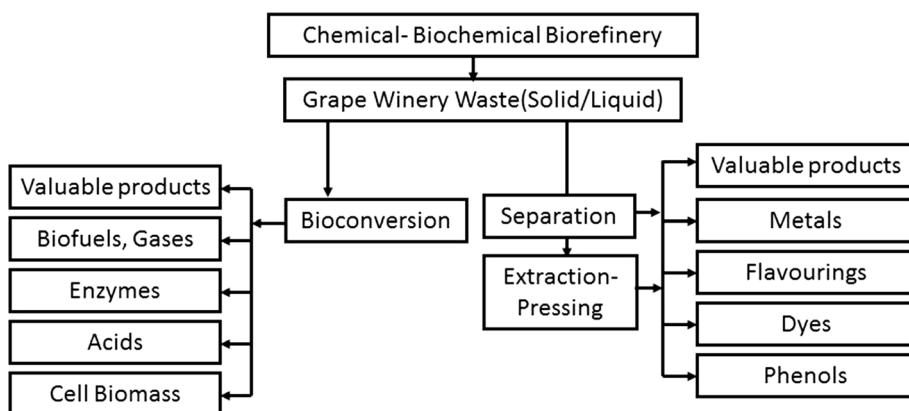 Chemical- Biochemical Biorefinery
Grape Winery Waste(Solid/Liquid)
Valuable products
Biofuels, Gases
Enzymes
Acids
Cell Biomass
Bioconversion
Separation
Extraction-
Pressing
Valuable products
Metals
Flavourings
Dyes
Phenols